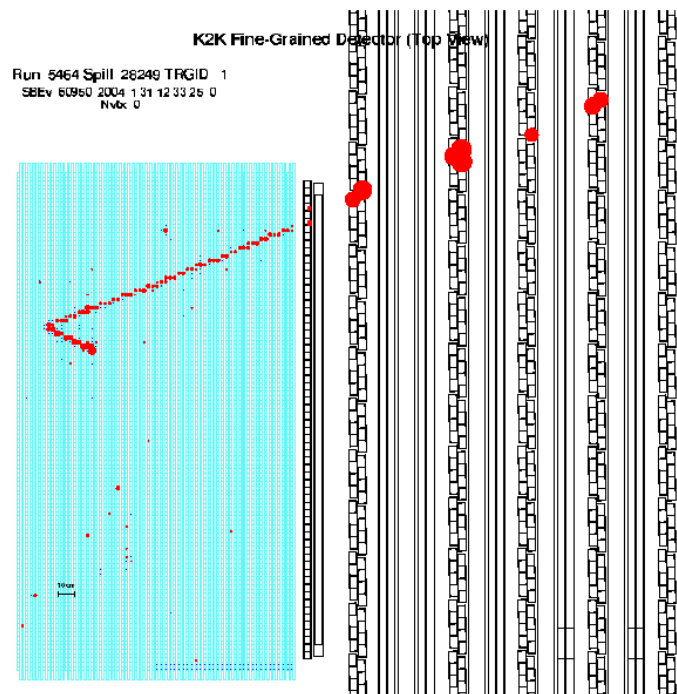 K2K Fine-Grained Detector (Top View)
Run 5464 Spill 28249 TRGID 1
SBEv 60950 2004 1 31 12 33 25 0
Nvtx 0
10cm